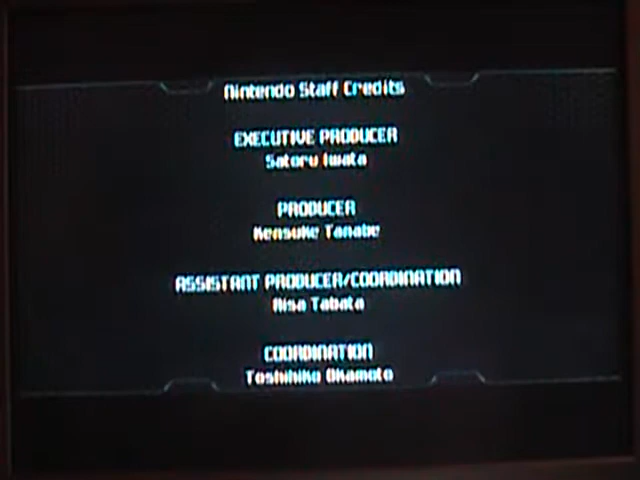 Nintendo Staff Credits
EXECUTIVE PRODUCER
Satoru Iwata
PRODUCER
Kensuke Tanabe
ASSISTANT PRODUCER/COORDINATION
Risa Tabata
COORDINATION
Toshihiko Okamoto